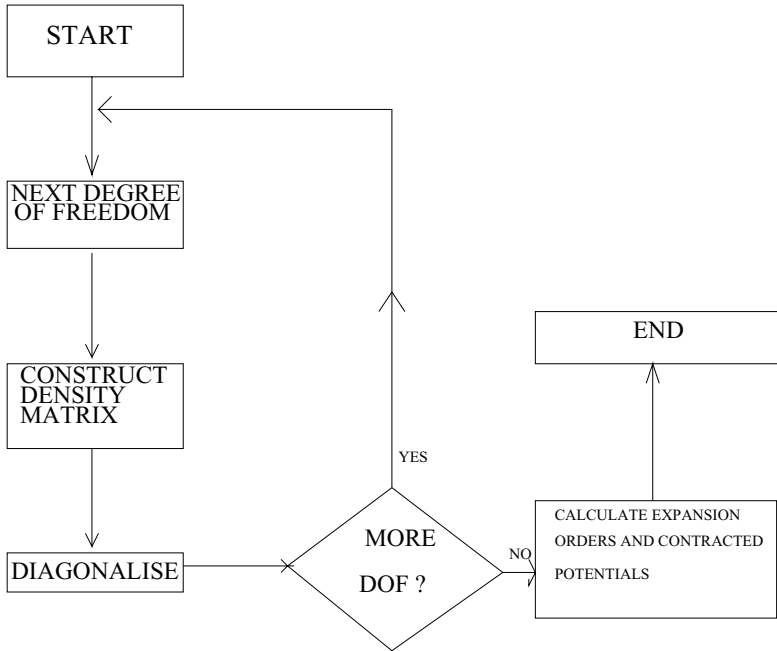 START
NEXT DEGREE
OF FREEDOM
CONSTRUCT
DENSITY
MATRIX
DIAGONALISE
MORE
DOF ?
YES
NO
CALCULATE EXPANSION
ORDERS AND CONTRACTED
POTENTIALS
END